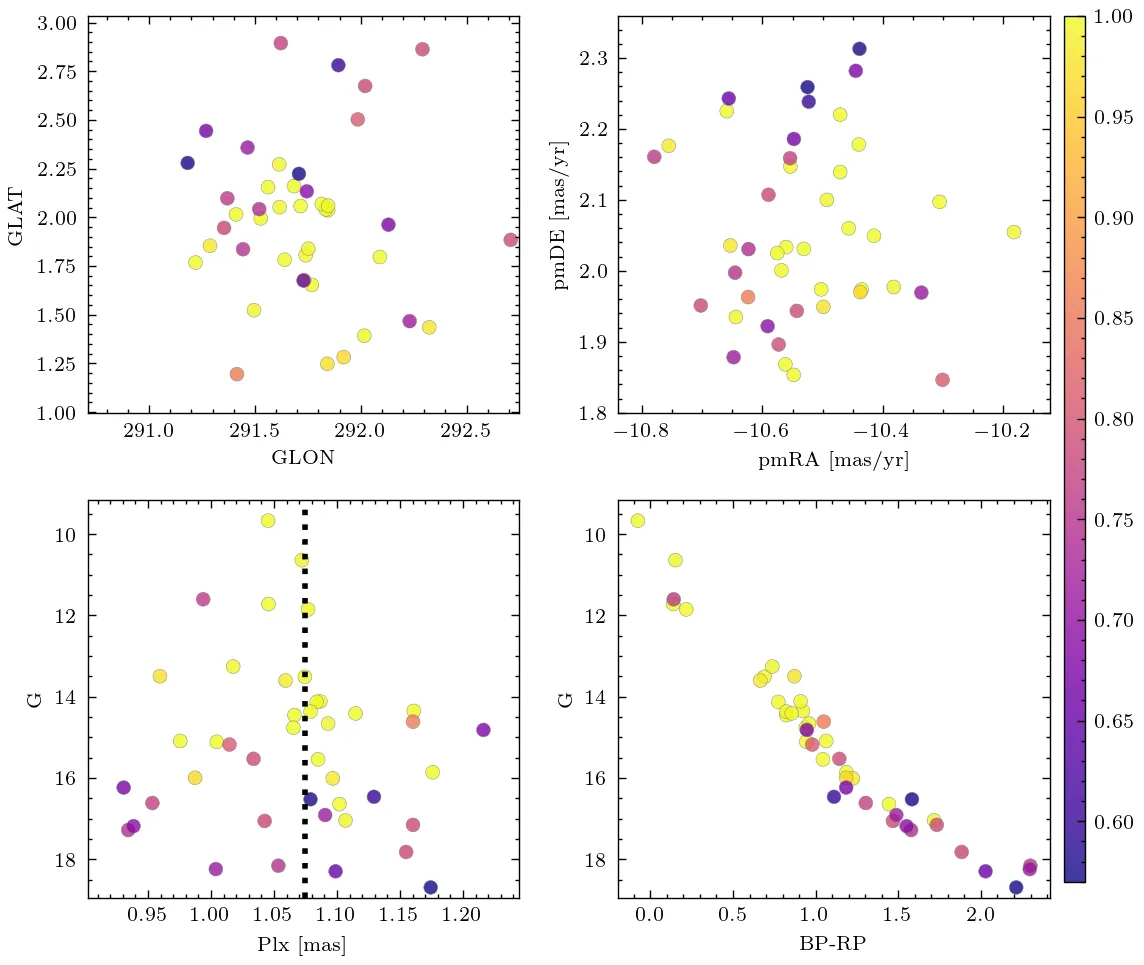 3.00
2.75
2.50
2.25
2.00
1.75
1.50
1.25
1.00
GLAT
291.0 291.5 292.0 292.5
GLON
2.3
2.2
2.1
2.0
1.9
1.8
pmDE [mas/yr]
−10.8 −10.6 −10.4 −10.2
pmRA [mas/yr]
10
12
14
16
18
G
0.95 1.00 1.05 1.10 1.15 1.20
Plx [mas]
10
12
14
16
18
G
0.0 0.5 1.0 1.5 2.0
BP-RP
1.00
0.95
0.90
0.85
0.80
0.75
0.70
0.65
0.60